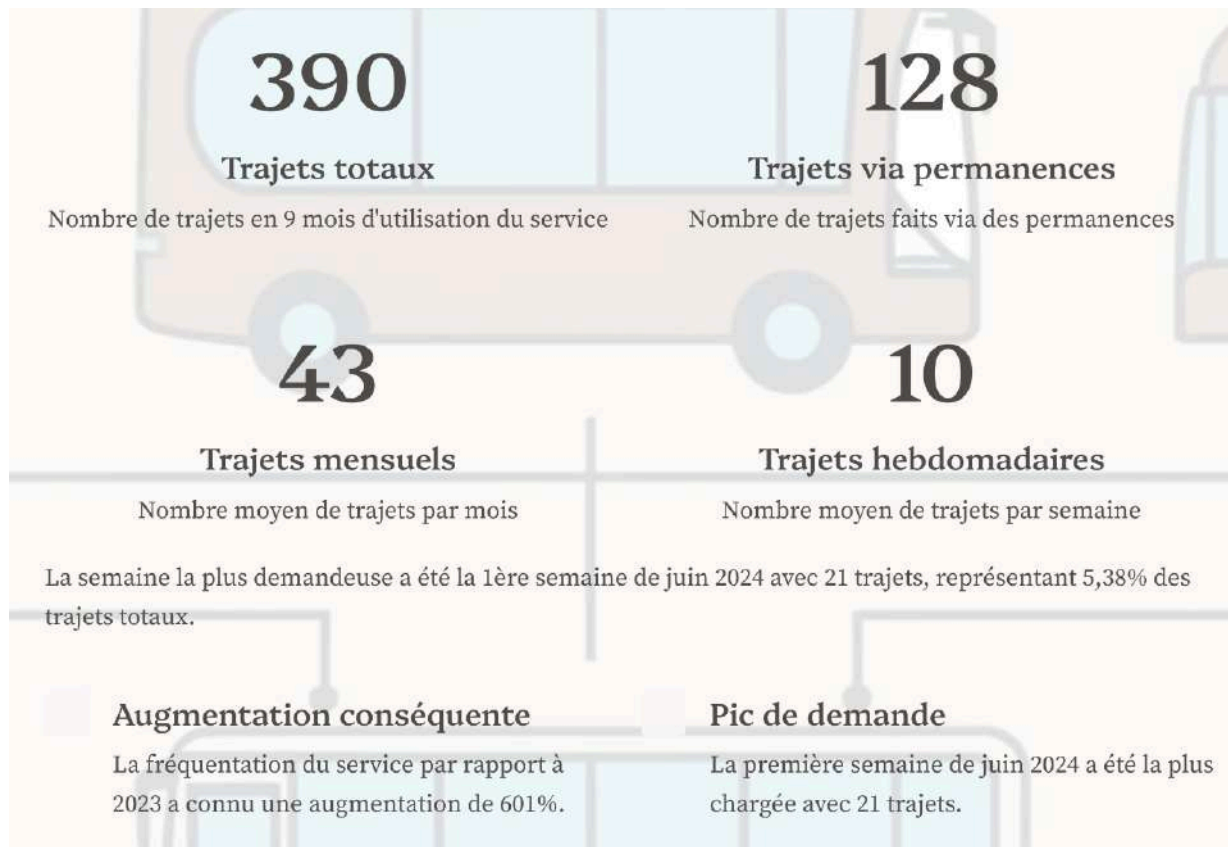 390
Trajets totaux
Nombre de trajets en 9 mois d'utilisation du service
128
Trajets via permanences
Nombre de trajets faits via des permanences
43
Trajets mensuels
Nombre moyen de trajets par mois
10
Trajets hebdomadaires
Nombre moyen de trajets par semaine
La semaine la plus demandeuse a été la 1ère semaine de juin 2024 avec 21 trajets, représentant 5,38% des
trajets totaux.
Augmentation conséquente
La fréquentation du service par rapport à
2023 a connu une augmentation de 601%.
Pic de demande
La première semaine de juin 2024 a été la plus
chargée avec 21 trajets.